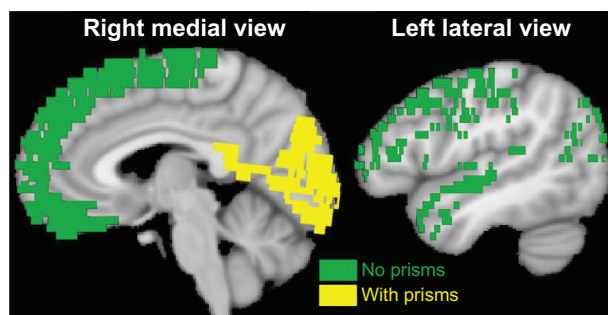 Right medial view
Left lateral view
No prisms
With prisms